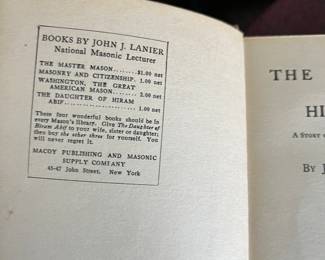 BOOKS BY JOHN J. LANIER
National Masonic Lecturer
THE MASTER MASON........$1.00 net
MASONRY AND CITIZENSHIP. 1.00 net
WASHINGTON, THE GREAT
AMERICAN MASON........ 2.00 net
THE DAUGHTER OF HIRAM
ABIF.................... 1.00 net
These four wonderful books should be in
every Mason's library. Give The Daughter of
Hiram Abif to your wife, sister or daughter;
then buy the other three for yourself. You
will never regret it.
MACOY PUBLISHING AND MASONIC
SUPPLY COMPANY
45-47 John Street, New York
THE
HI
A STORY
BY J